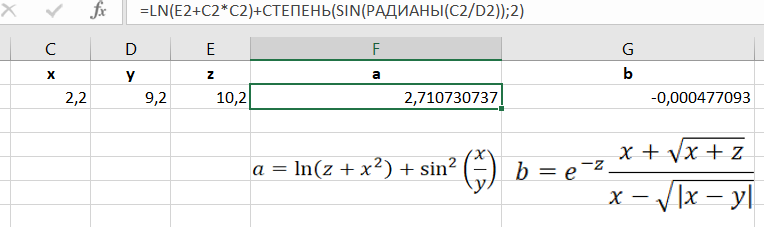 fx =LN(E2+C2*C2)+СТЕПЕНЬ(SIN(РАДИАНЫ(C2/D2));2)
C D E F G
x y z a b
2,2 9,2 10,2 2,710730737 -0,000477093
a = ln(z + x²) + sin² (x/y) b = e^(−z) (x + √(x + z))/(x − √|x − y|)